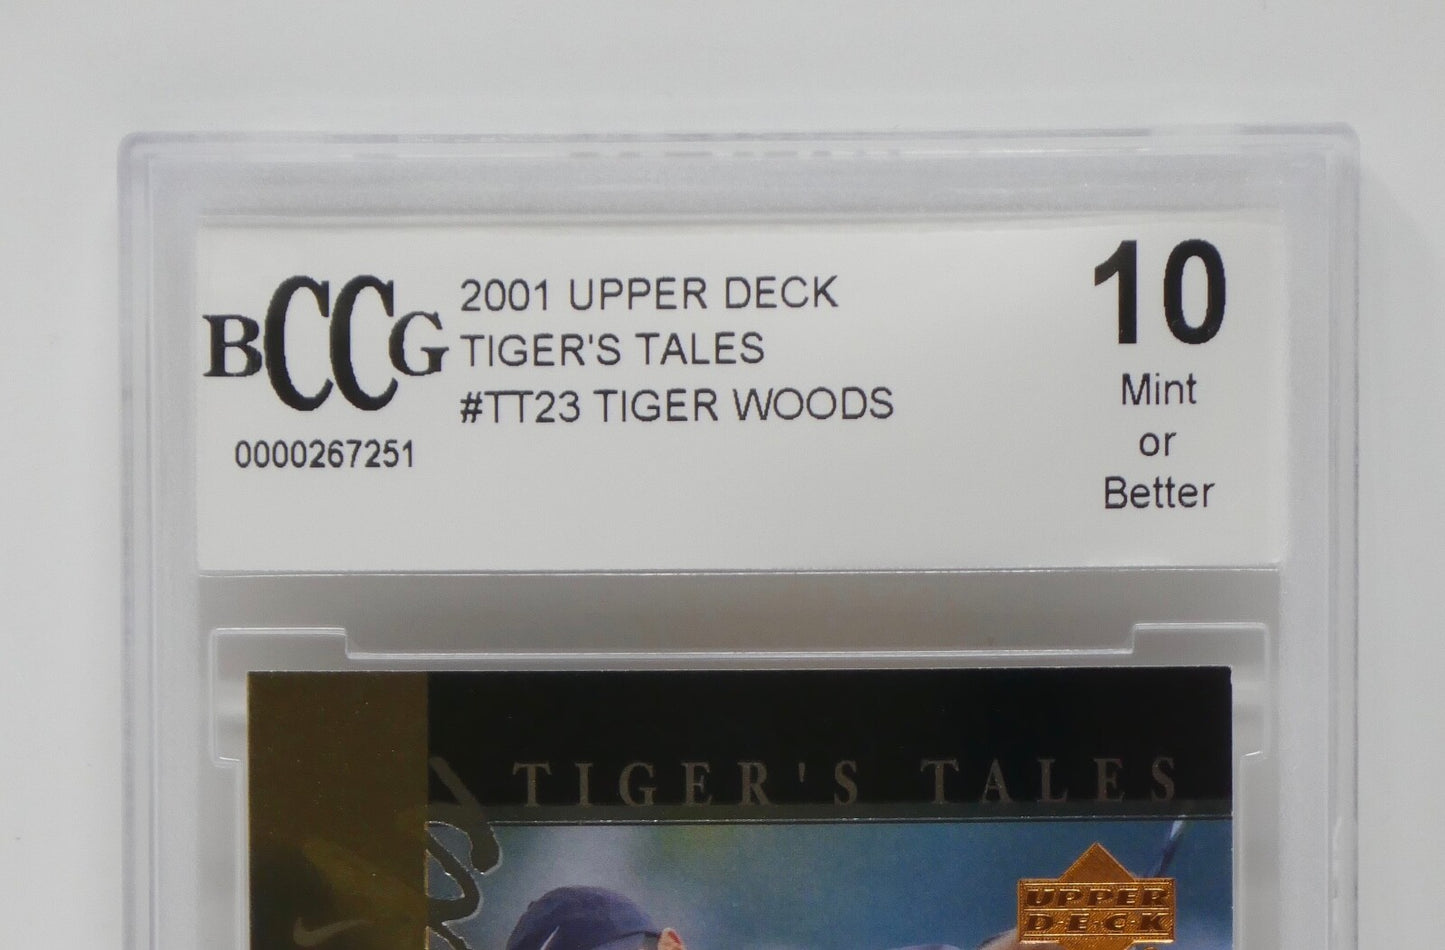 BCCG
0000267251
2001 UPPER DECK
TIGER'S TALES
#TT23 TIGER WOODS
10
Mint
or
Better
TIGER'S TALES
UPPER
DECK